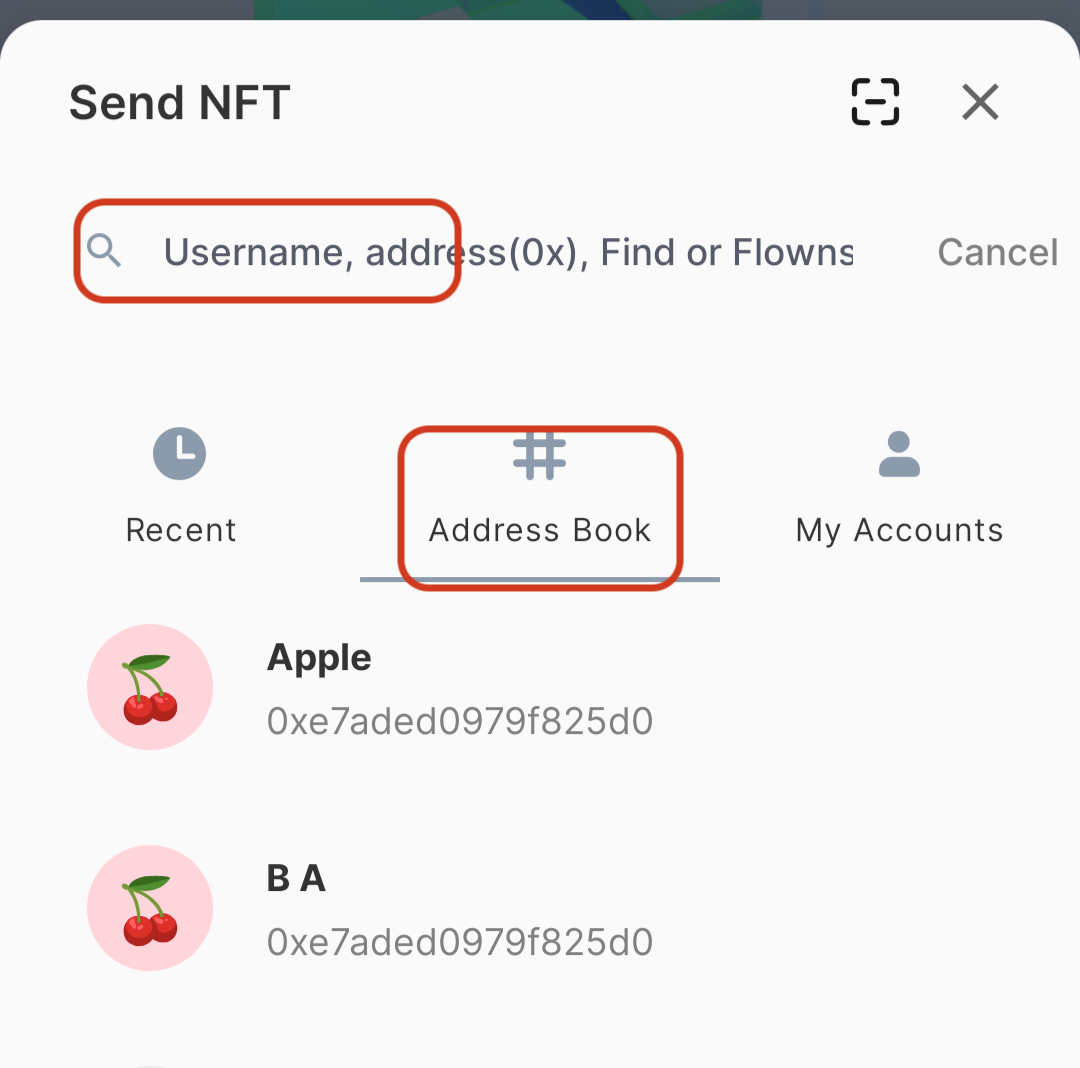 Send NFT
Username, address(0x), Find or Flowns
Cancel
Recent
Address Book
My Accounts
Apple
0xe7aded0979f825d0
B A
0xe7aded0979f825d0